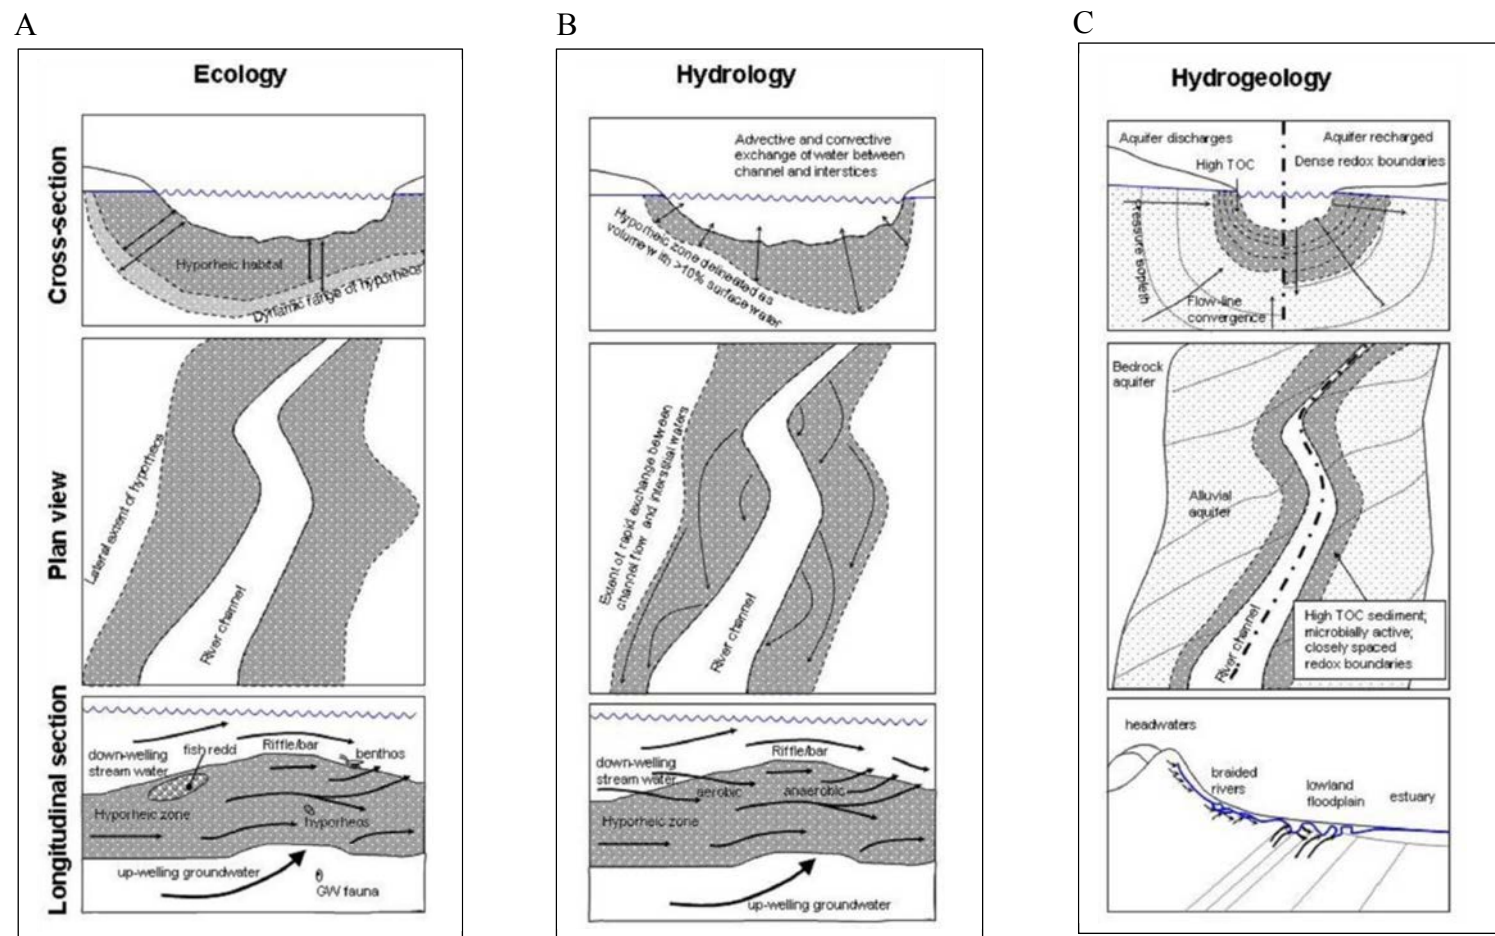 A
Ecology
Cross-section
Hyporheic habitat
Dynamic range of hyporheos
Plan view
Lateral extent of hyporheos
River channel
Longitudinal section
down-welling
stream water
fish redd
Riffle/bar
benthos
Hyporheic zone
hyporheos
up-welling groundwater
GW fauna
B
Hydrology
Advective and convective
exchange of water between
channel and interstices
Hyporheic zone delineated as
volume with >10% surface water
Extent of rapid exchange between
channel flow and interstitial waters
River channel
Riffle/bar
down-welling
stream water
aerobic
anaerobic
Hyporheic zone
up-welling groundwater
C
Hydrogeology
Aquifer discharges
Aquifer recharged
High TOC
Dense redox boundaries
pressure isopleth
Flow-line
convergence
Bedrock
aquifer
Alluvial
aquifer
River channel
High TOC sediment;
microbially active;
closely spaced
redox boundaries
headwaters
braided
rivers
lowland
floodplain
estuary